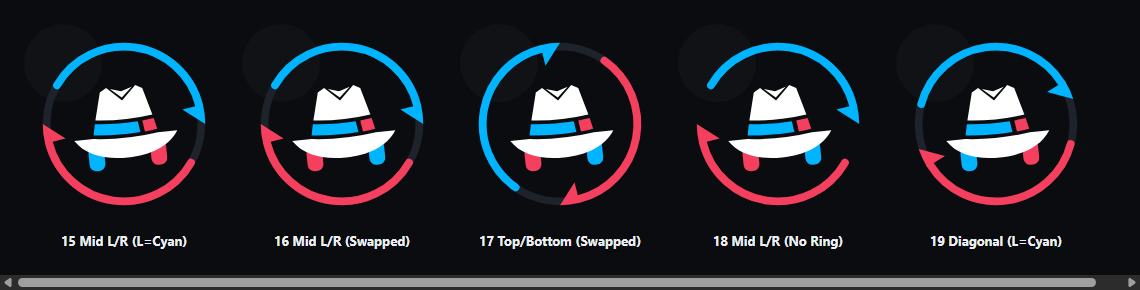 15 Mid L/R (L=Cyan)
16 Mid L/R (Swapped)
17 Top/Bottom (Swapped)
18 Mid L/R (No Ring)
19 Diagonal (L=Cyan)